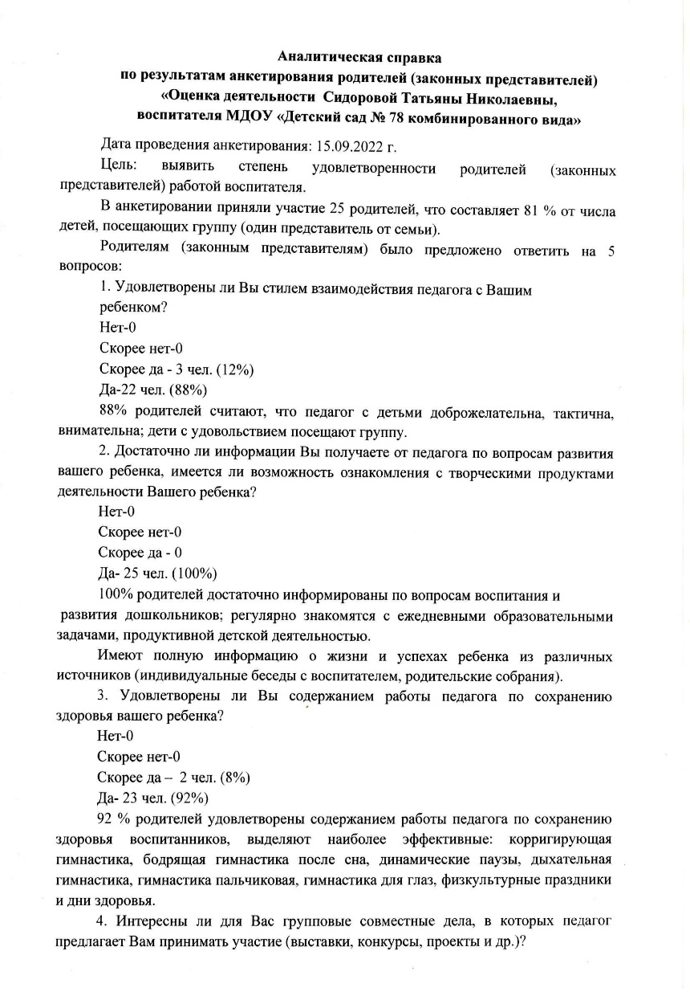 Аналитическая справка
по результатам анкетирования родителей (законных представителей)
«Оценка деятельности Сидоровой Татьяны Николаевны,
воспитателя МДОУ «Детский сад № 78 комбинированного вида»
Дата проведения анкетирования: 15.09.2022 г.
Цель: выявить степень удовлетворенности родителей (законных
представителей) работой воспитателя.
В анкетировании приняли участие 25 родителей, что составляет 81 % от числа
детей, посещающих группу (один представитель от семьи).
Родителям (законным представителям) было предложено ответить на 5
вопросов:
1. Удовлетворены ли Вы стилем взаимодействия педагога с Вашим
ребенком?
Нет-0
Скорее нет-0
Скорее да - 3 чел. (12%)
Да-22 чел. (88%)
88% родителей считают, что педагог с детьми доброжелательна, тактична,
внимательна; дети с удовольствием посещают группу.
2. Достаточно ли информации Вы получаете от педагога по вопросам развития
вашего ребенка, имеется ли возможность ознакомления с творческими продуктами
деятельности Вашего ребенка?
Нет-0
Скорее нет-0
Скорее да - 0
Да- 25 чел. (100%)
100% родителей достаточно информированы по вопросам воспитания и
развития дошкольников; регулярно знакомятся с ежедневными образовательными
задачами, продуктивной детской деятельностью.
Имеют полную информацию о жизни и успехах ребенка из различных
источников (индивидуальные беседы с воспитателем, родительские собрания).
3. Удовлетворены ли Вы содержанием работы педагога по сохранению
здоровья вашего ребенка?
Нет-0
Скорее нет-0
Скорее да – 2 чел. (8%)
Да- 23 чел. (92%)
92 % родителей удовлетворены содержанием работы педагога по сохранению
здоровья воспитанников, выделяют наиболее эффективные: корригирующая
гимнастика, бодрящая гимнастика после сна, динамические паузы, дыхательная
гимнастика, гимнастика пальчиковая, гимнастика для глаз, физкультурные праздники
и дни здоровья.
4. Интересны ли для Вас групповые совместные дела, в которых педагог
предлагает Вам принимать участие (выставки, конкурсы, проекты и др.)?